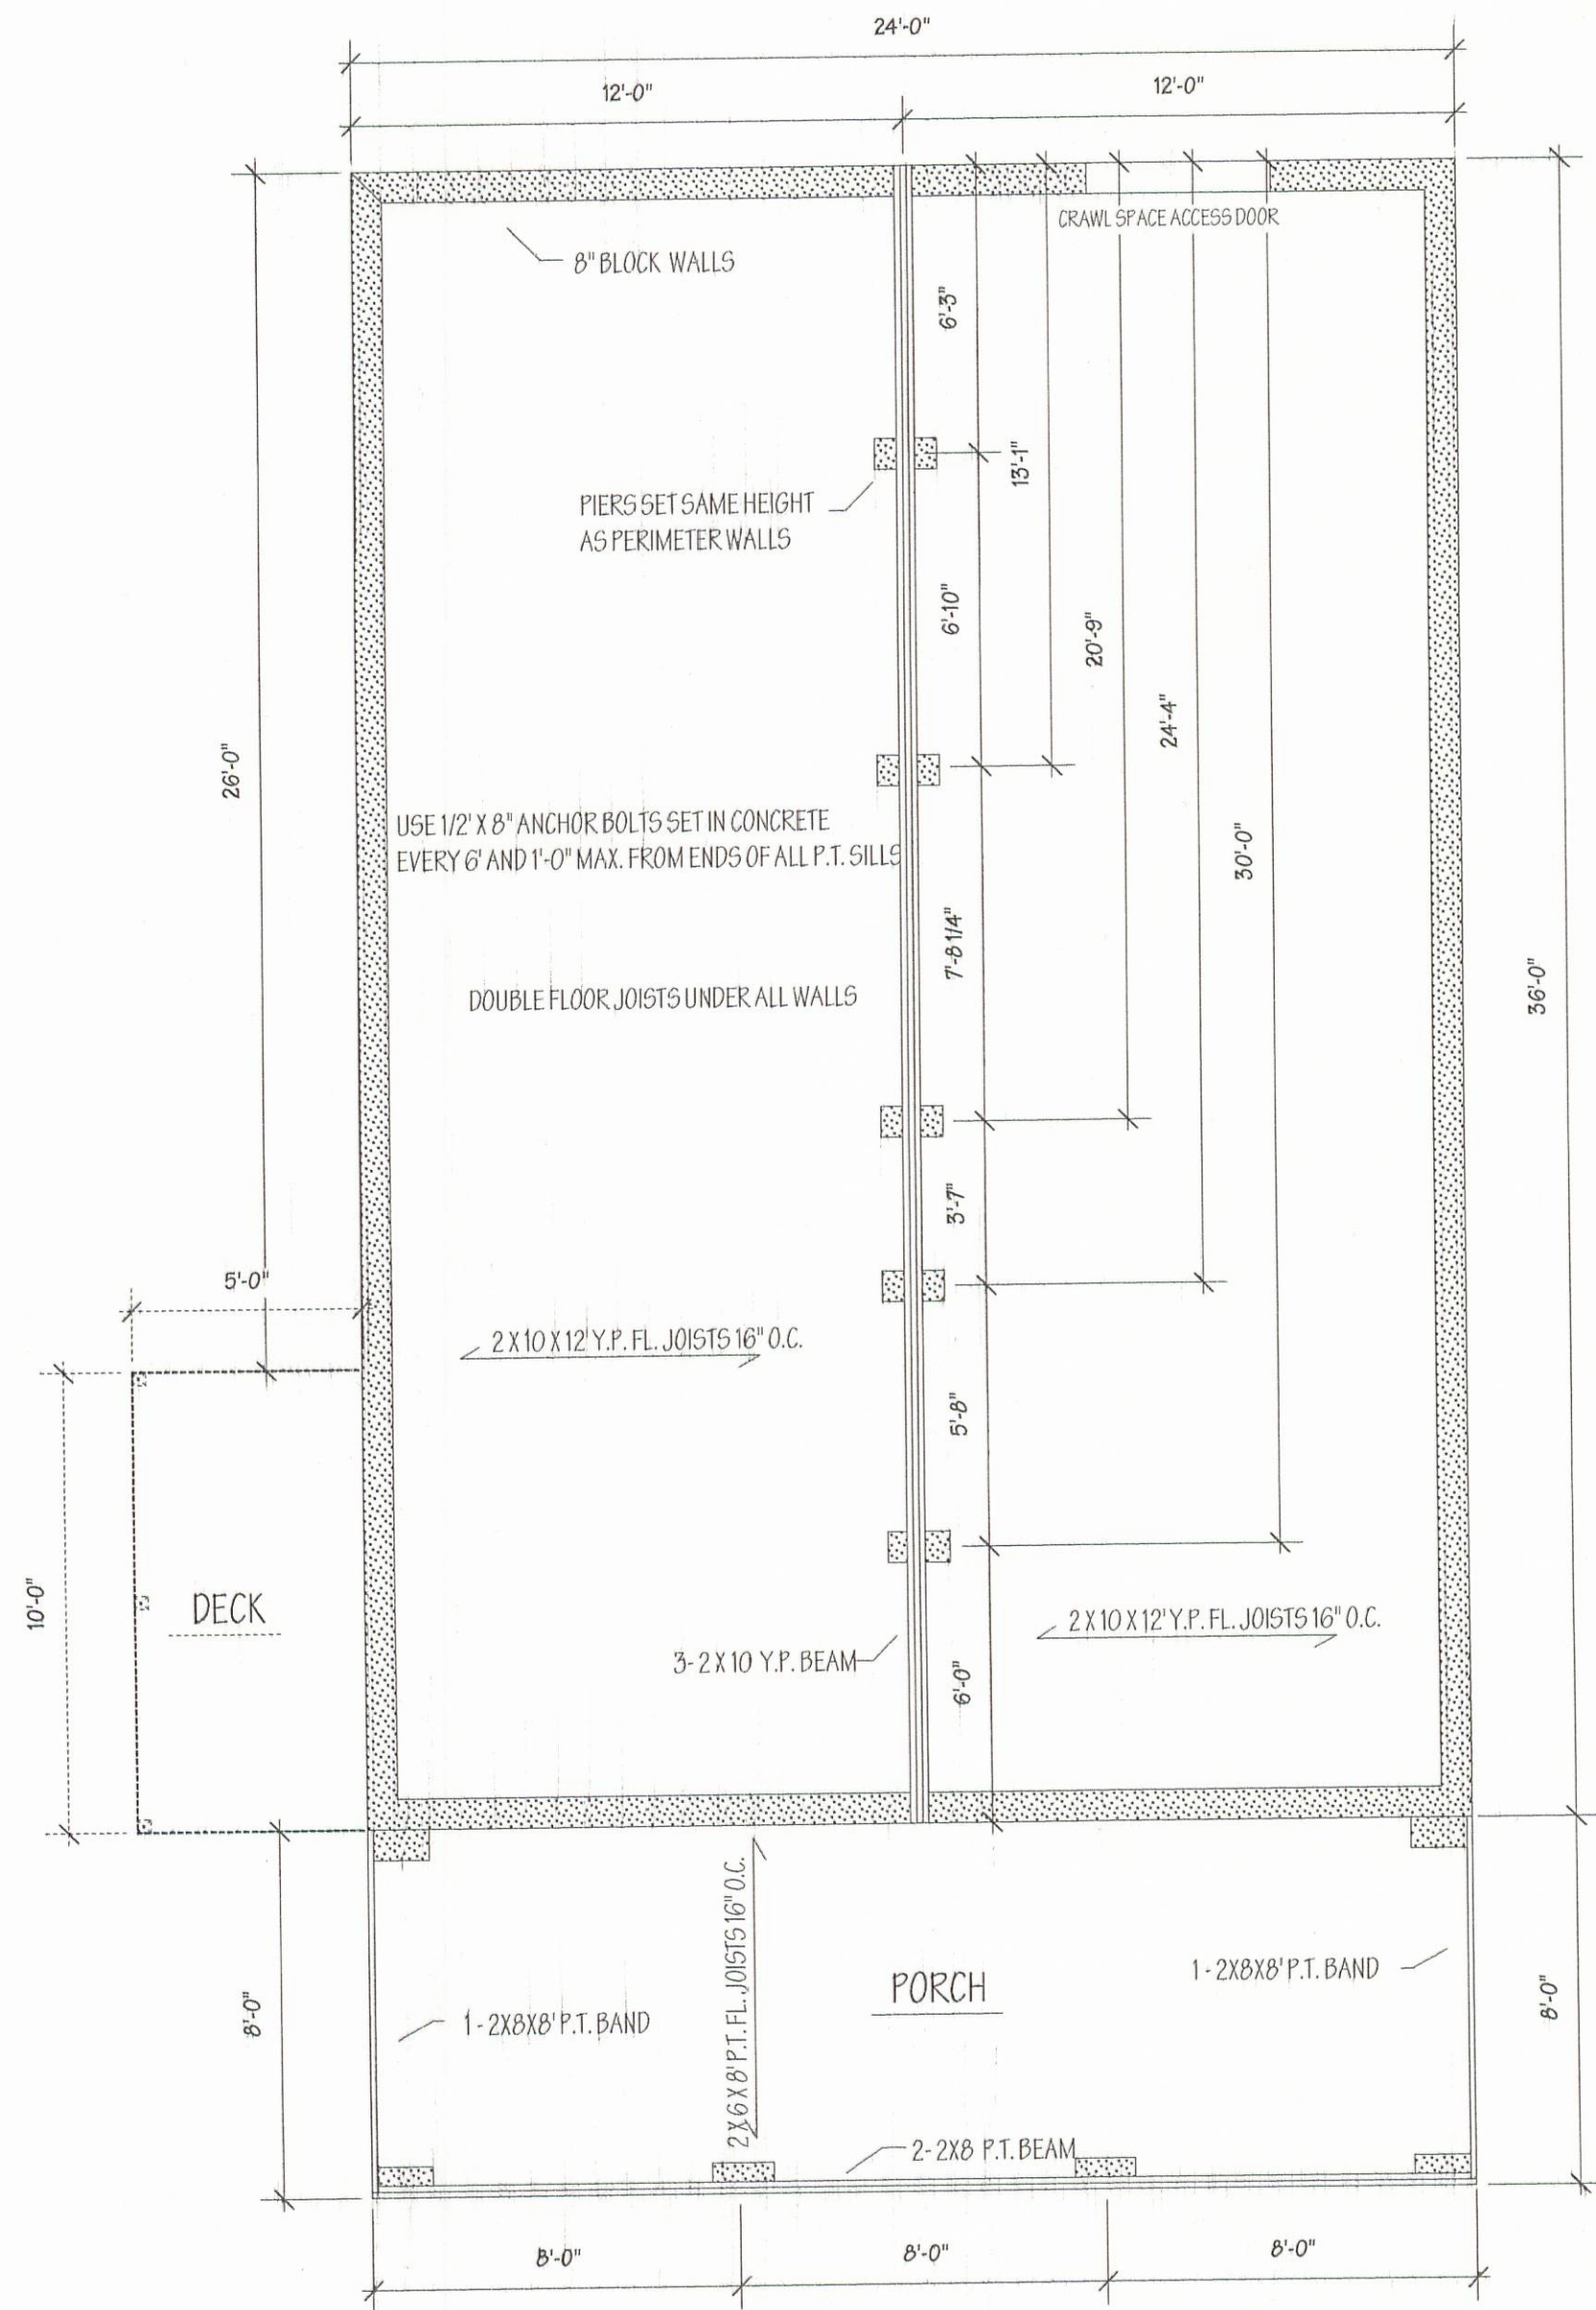 24'-0"
12'-0"
12'-0"
CRAWL SPACE ACCESS DOOR
8" BLOCK WALLS
6'-3"
13'-1"
PIERS SET SAME HEIGHT
AS PERIMETER WALLS
6'-10"
20'-9"
24'-4"
26'-0"
USE 1/2' X 8" ANCHOR BOLTS SET IN CONCRETE
EVERY 6' AND 1'-0" MAX. FROM ENDS OF ALL P.T. SILLS
30'-0"
7'-8 1/4"
36'-0"
DOUBLE FLOOR JOISTS UNDER ALL WALLS
3'-7"
5'-0"
2 X 10 X 12' Y.P. FL. JOISTS 16" O.C.
5'-8"
10'-0"
DECK
2 X 10 X 12' Y.P. FL. JOISTS 16" O.C.
3- 2 X 10 Y.P. BEAM
6'-0"
2 X 6 X 8' P.T. FL. JOISTS 16" O.C.
PORCH
1- 2X8X8' P.T. BAND
8'-0"
1- 2X8X8' P.T. BAND
8'-0"
2- 2X8 P.T. BEAM
8'-0"
8'-0"
8'-0"